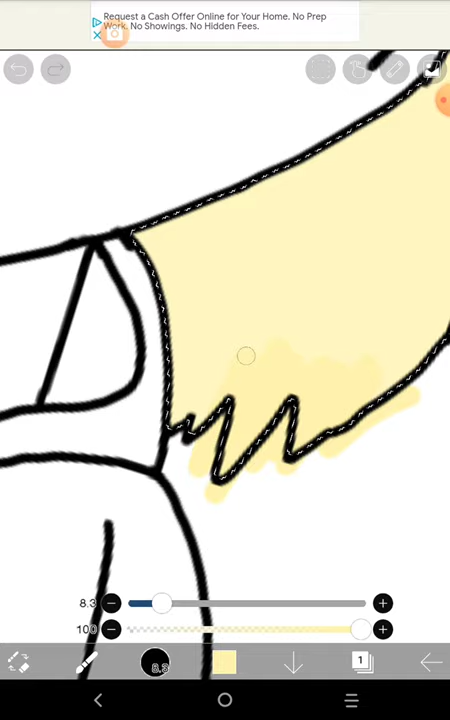 Request a Cash Offer Online for Your Home. No Prep
Work. No Showings. No Hidden Fees.
8.3
100
8.3
1